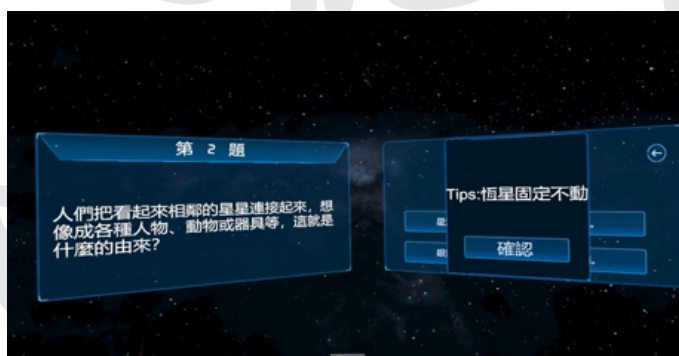 第 2 題
人們把看起來相鄰的星星連接起來，想
像成各種人物、動物或器具等，這就是
什麼的由來？
Tips:恆星固定不動
確認